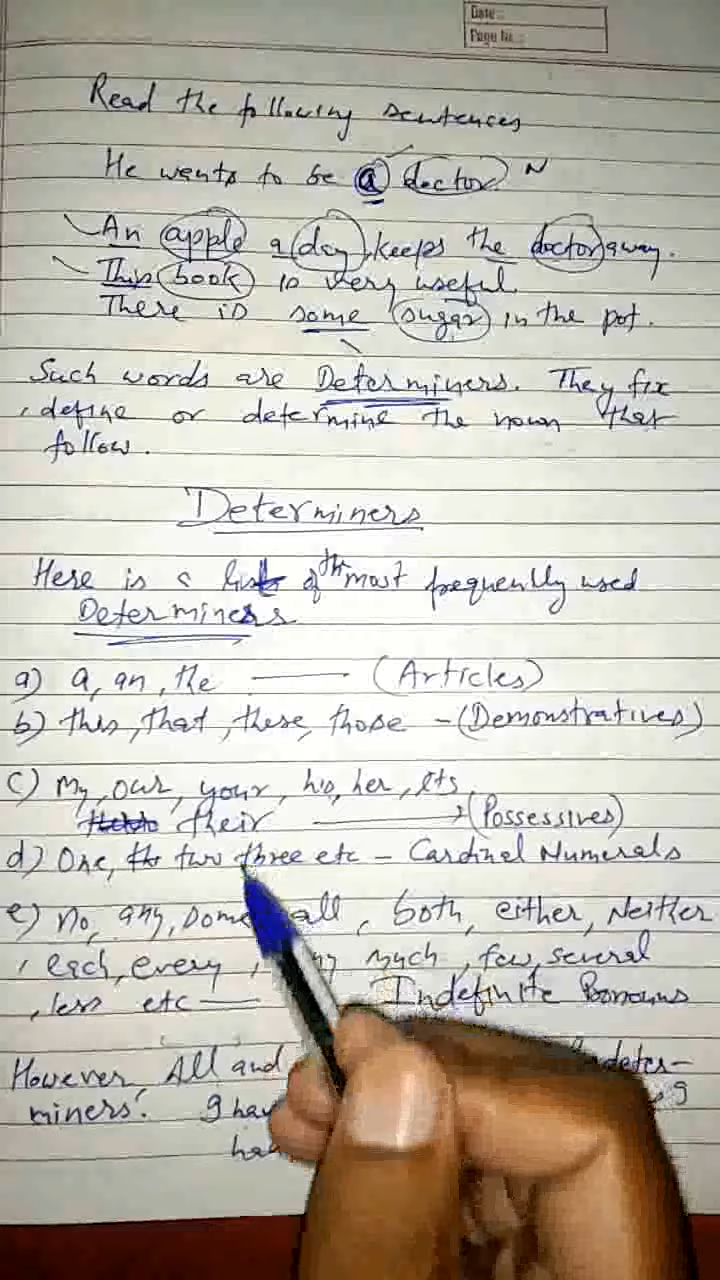 Date:
Page No.:
Read the following sentences
He wants to be a doctor. N
An apple a day keeps the doctor away.
This book is very useful.
There is some sugar in the pot.
Such words are Determiners. They fix
, define or determine the noun that
follow.
Determiners
Here is a list of the most frequently used
Determiners
a) a, an, the — (Articles)
b) this, that, these, those - (Demonstratives)
c) My, our, your, his, her, its,
their → (Possessives)
d) One, two three etc - Cardinal Numerals
e) no, any, some all, both, either, Neither
, each, every, much, few, several
, less etc — Indefinite
However, All and
miners'. I